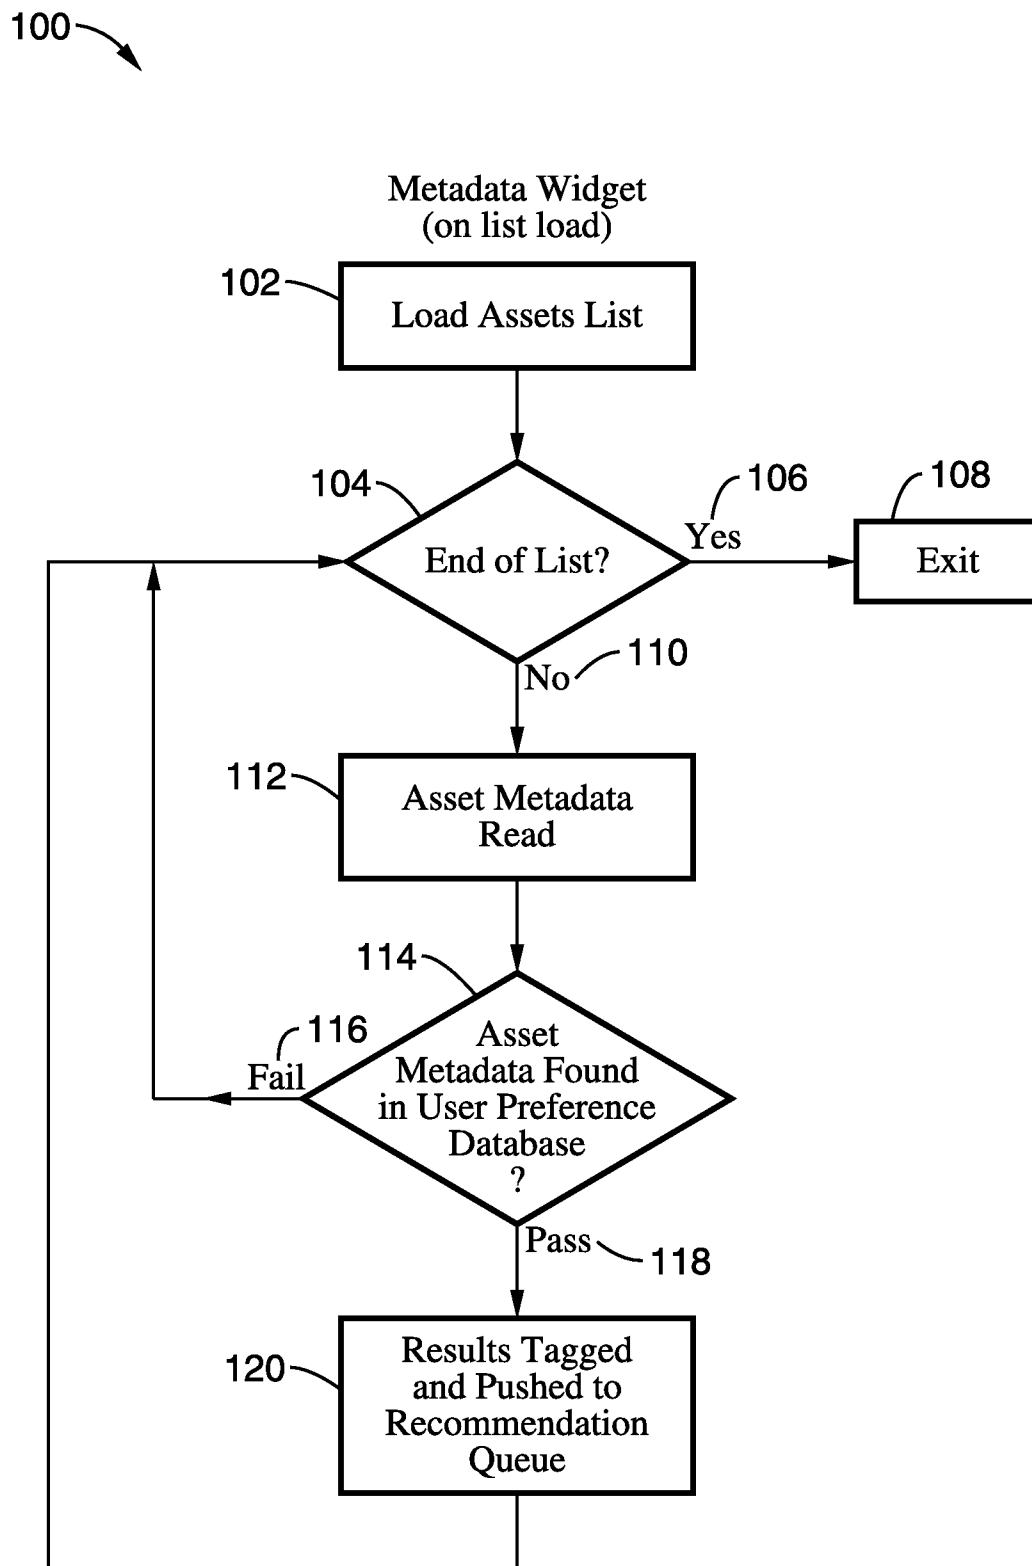 100
Metadata Widget
(on list load)
102
Load Assets List
104
End of List?
106
Yes
108
Exit
No
110
112
Asset Metadata
Read
114
116
Fail
Asset
Metadata Found
in User Preference
Database
?
Pass
118
120
Results Tagged
and Pushed to
Recommendation
Queue